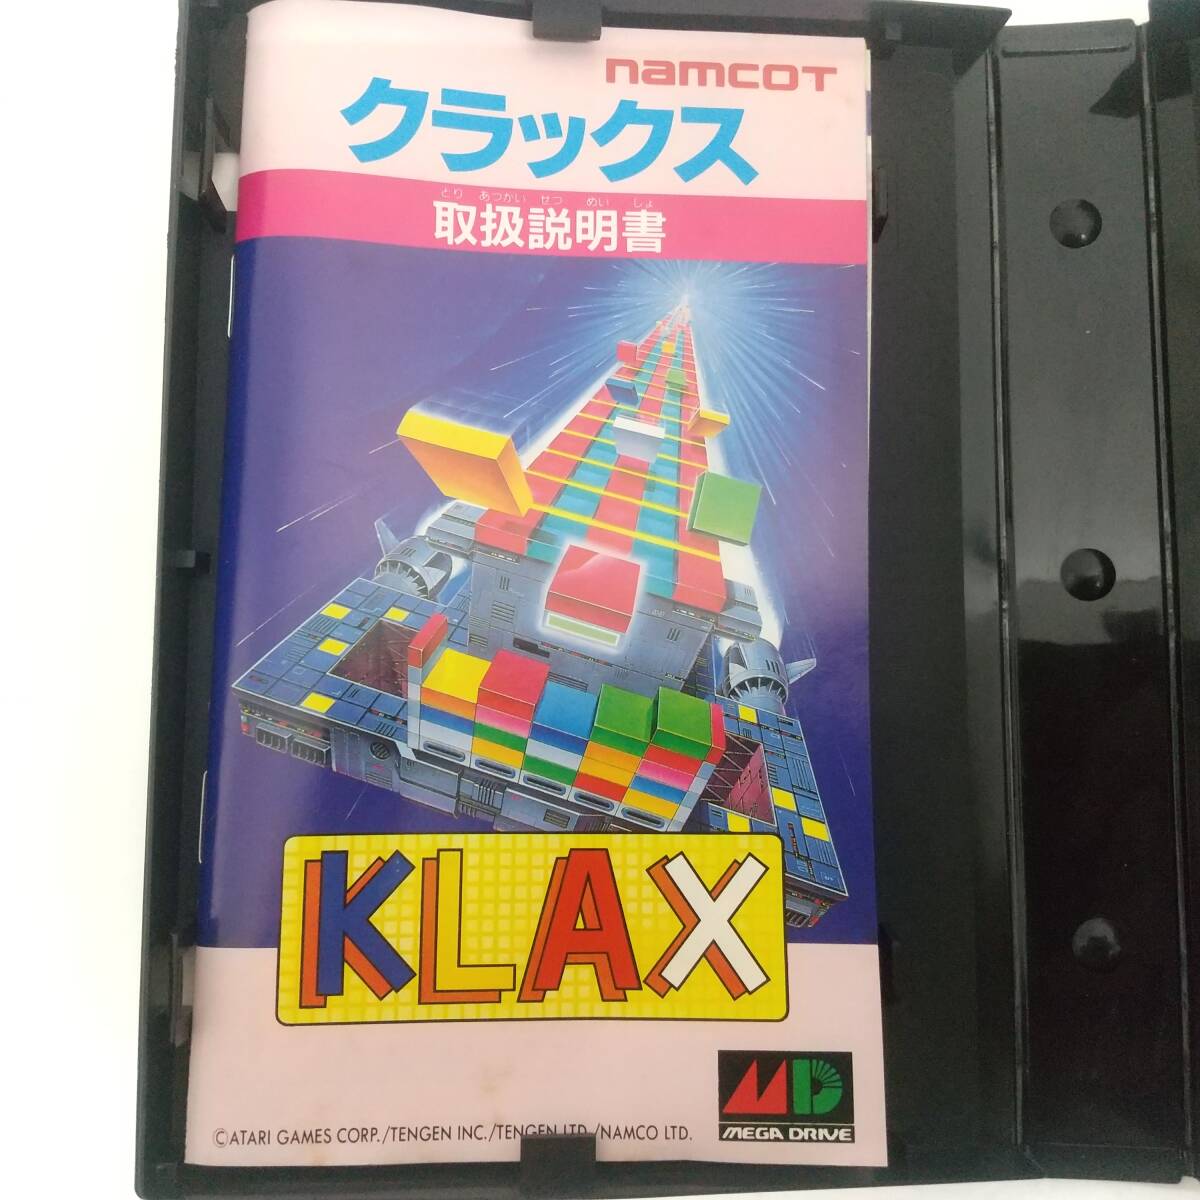 namcoT
クラックス
とり あつかい せつ めい しょ
取扱説明書
KLAX
MD
MEGA DRIVE
©ATARI GAMES CORP./TENGEN INC./TENGEN LTD./NAMCO LTD.